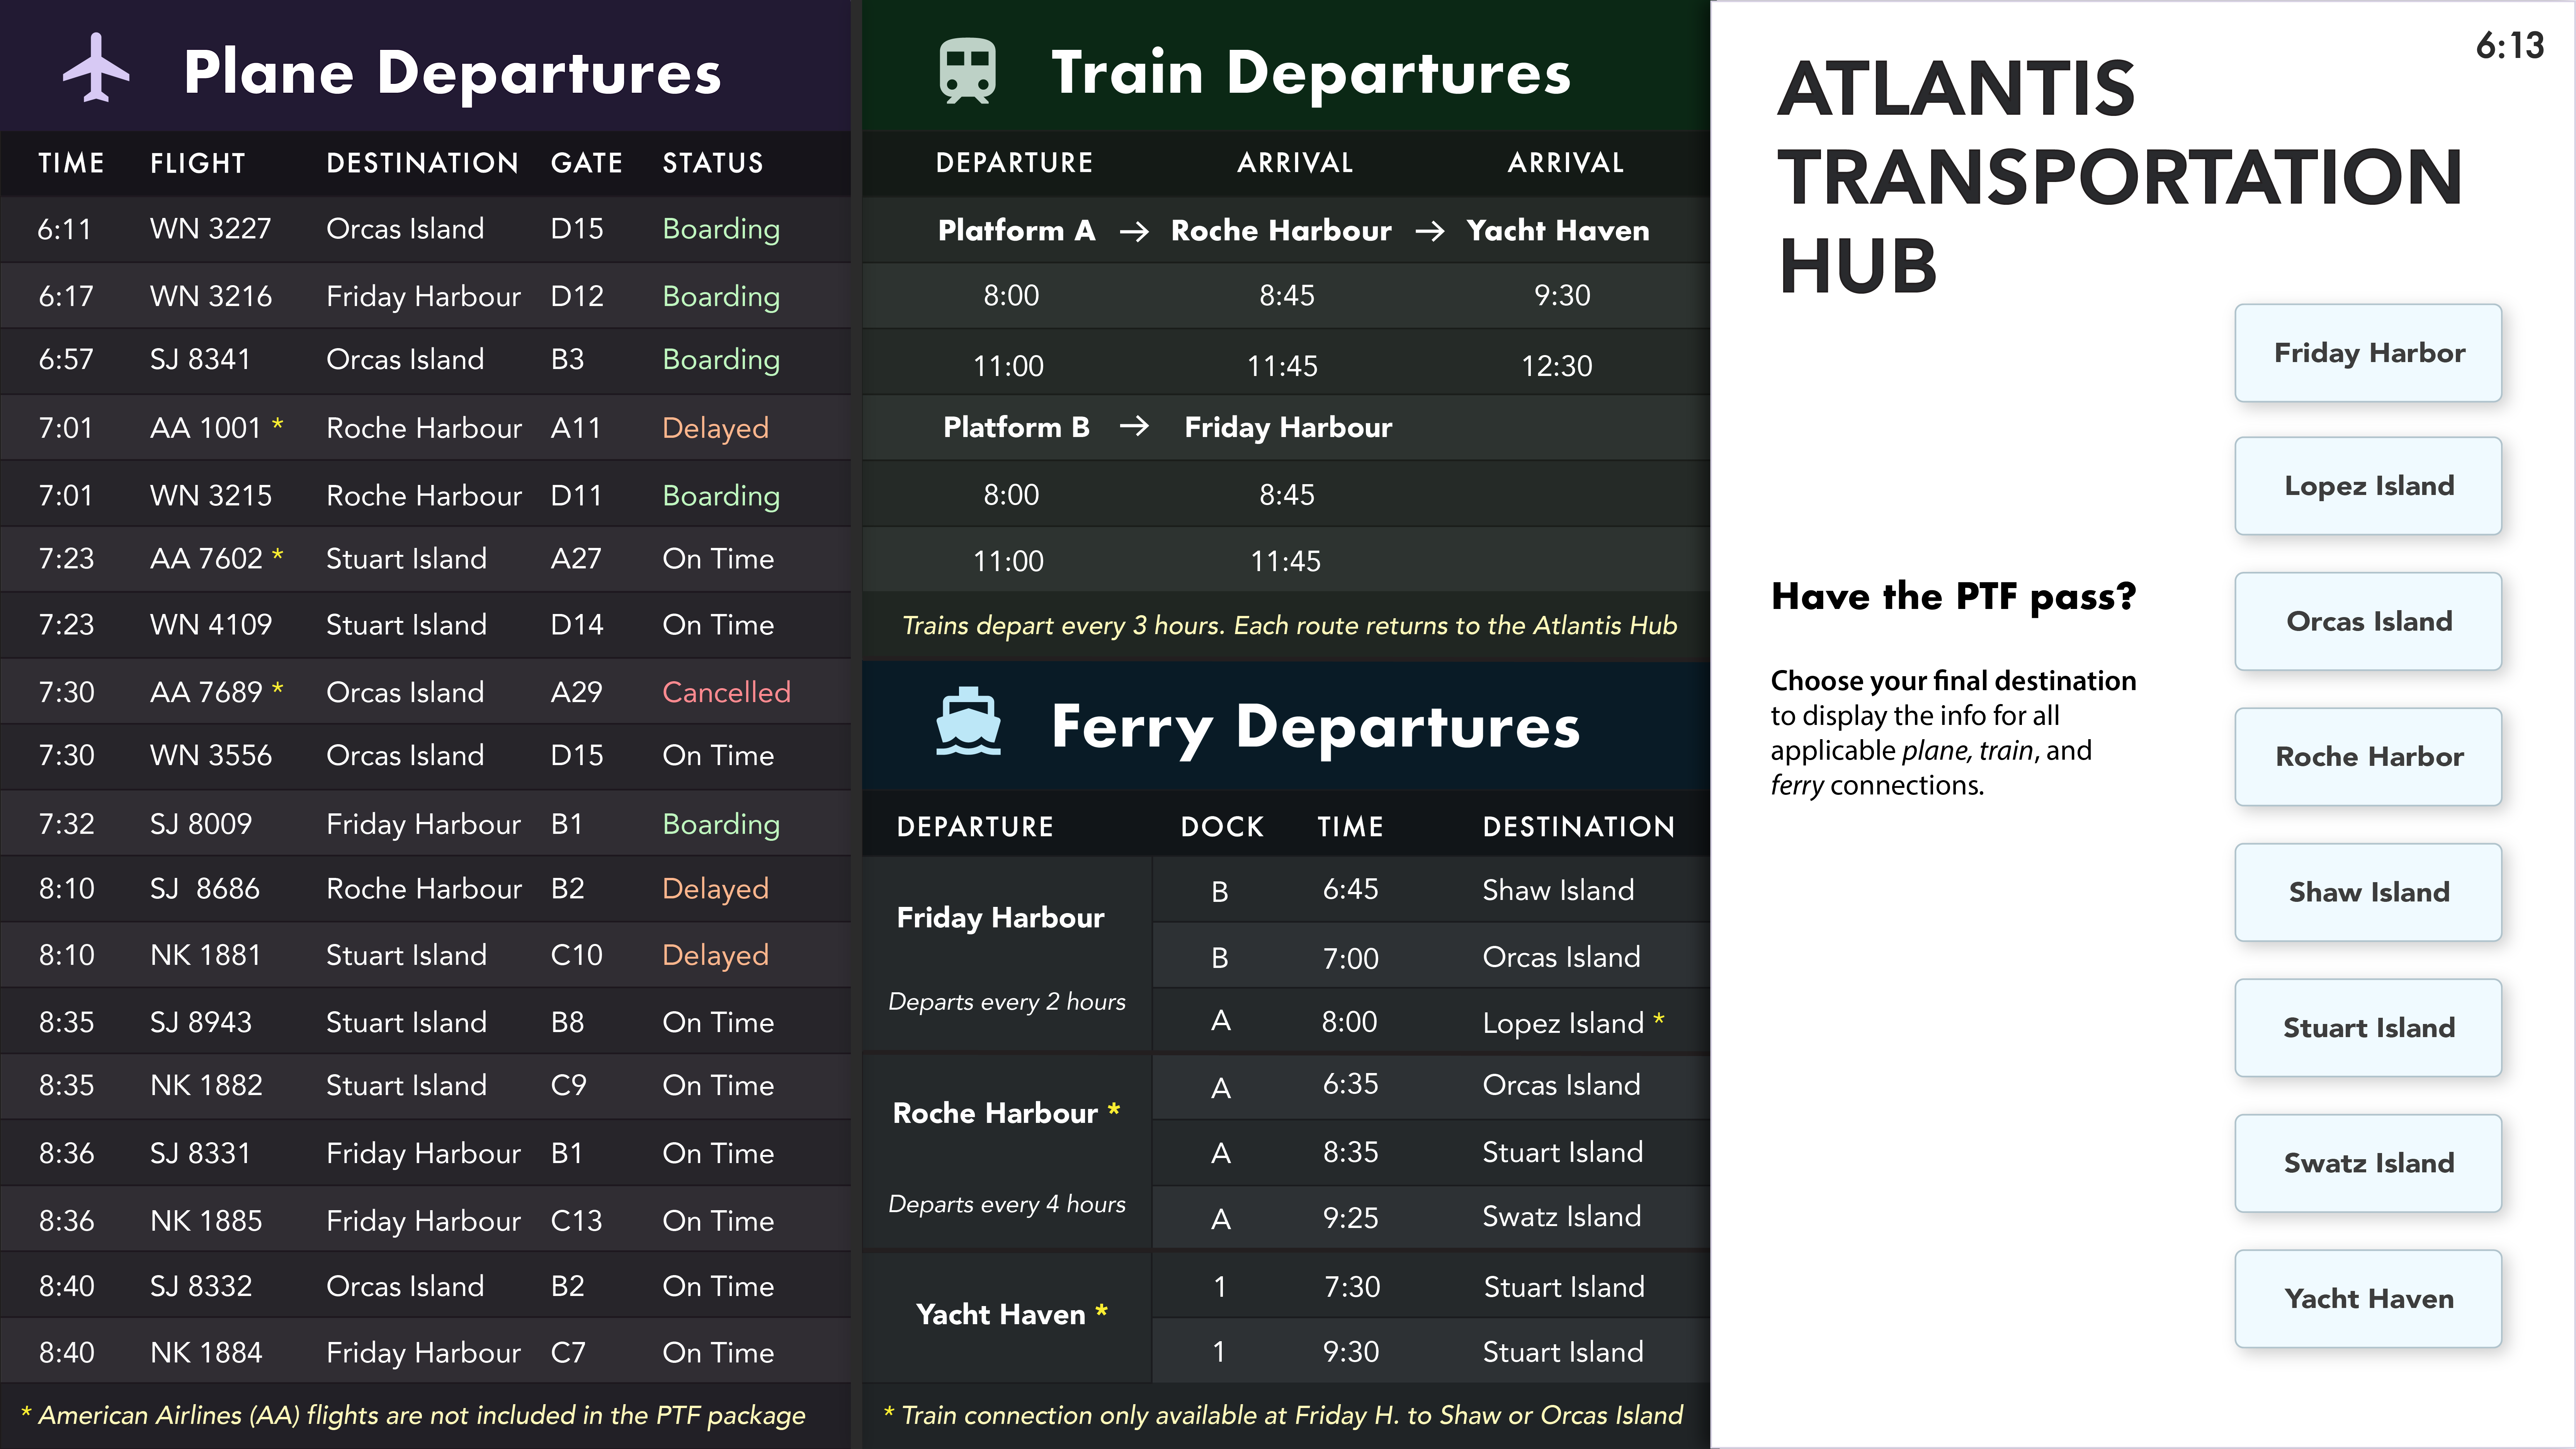 Plane Departures
TIME FLIGHT DESTINATION GATE STATUS
6:11 WN 3227 Orcas Island D15 Boarding
6:17 WN 3216 Friday Harbour D12 Boarding
6:57 SJ 8341 Orcas Island B3 Boarding
7:01 AA 1001 * Roche Harbour A11 Delayed
7:01 WN 3215 Roche Harbour D11 Boarding
7:23 AA 7602 * Stuart Island A27 On Time
7:23 WN 4109 Stuart Island D14 On Time
7:30 AA 7689 * Orcas Island A29 Cancelled
7:30 WN 3556 Orcas Island D15 On Time
7:32 SJ 8009 Friday Harbour B1 Boarding
8:10 SJ 8686 Roche Harbour B2 Delayed
8:10 NK 1881 Stuart Island C10 Delayed
8:35 SJ 8943 Stuart Island B8 On Time
8:35 NK 1882 Stuart Island C9 On Time
8:36 SJ 8331 Friday Harbour B1 On Time
8:36 NK 1885 Friday Harbour C13 On Time
8:40 SJ 8332 Orcas Island B2 On Time
8:40 NK 1884 Friday Harbour C7 On Time
* American Airlines (AA) flights are not included in the PTF package
Train Departures
DEPARTURE ARRIVAL ARRIVAL
Platform A → Roche Harbour → Yacht Haven
8:00 8:45 9:30
11:00 11:45 12:30
Platform B → Friday Harbour
8:00 8:45
11:00 11:45
Trains depart every 3 hours. Each route returns to the Atlantis Hub
Ferry Departures
DEPARTURE DOCK TIME DESTINATION
Friday Harbour
Departs every 2 hours
B 6:45 Shaw Island
B 7:00 Orcas Island
A 8:00 Lopez Island *
Roche Harbour *
Departs every 4 hours
A 6:35 Orcas Island
A 8:35 Stuart Island
A 9:25 Swatz Island
Yacht Haven *
1 7:30 Stuart Island
1 9:30 Stuart Island
* Train connection only available at Friday H. to Shaw or Orcas Island
6:13
ATLANTIS
TRANSPORTATION
HUB
Have the PTF pass?
Choose your final destination
to display the info for all
applicable plane, train, and
ferry connections.
Friday Harbor
Lopez Island
Orcas Island
Roche Harbor
Shaw Island
Stuart Island
Swatz Island
Yacht Haven